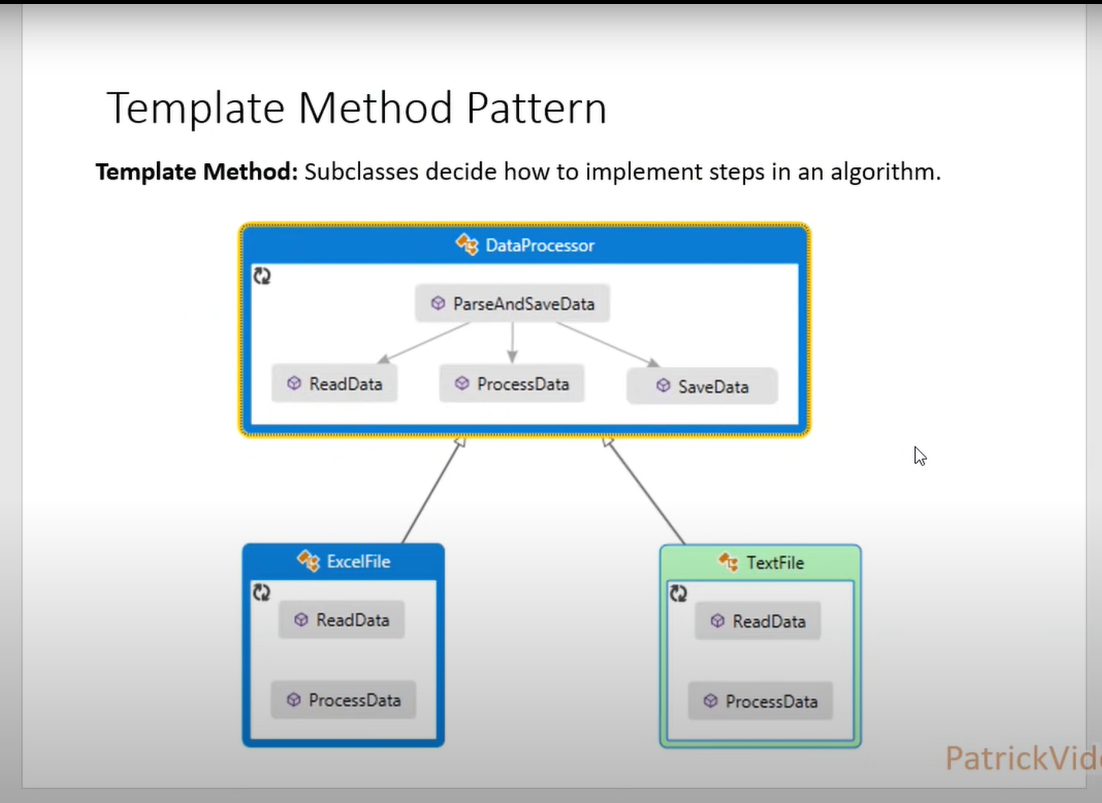 Template Method Pattern
Template Method: Subclasses decide how to implement steps in an algorithm.
DataProcessor
ParseAndSaveData
ReadData
ProcessData
SaveData
ExcelFile
ReadData
ProcessData
TextFile
ReadData
ProcessData